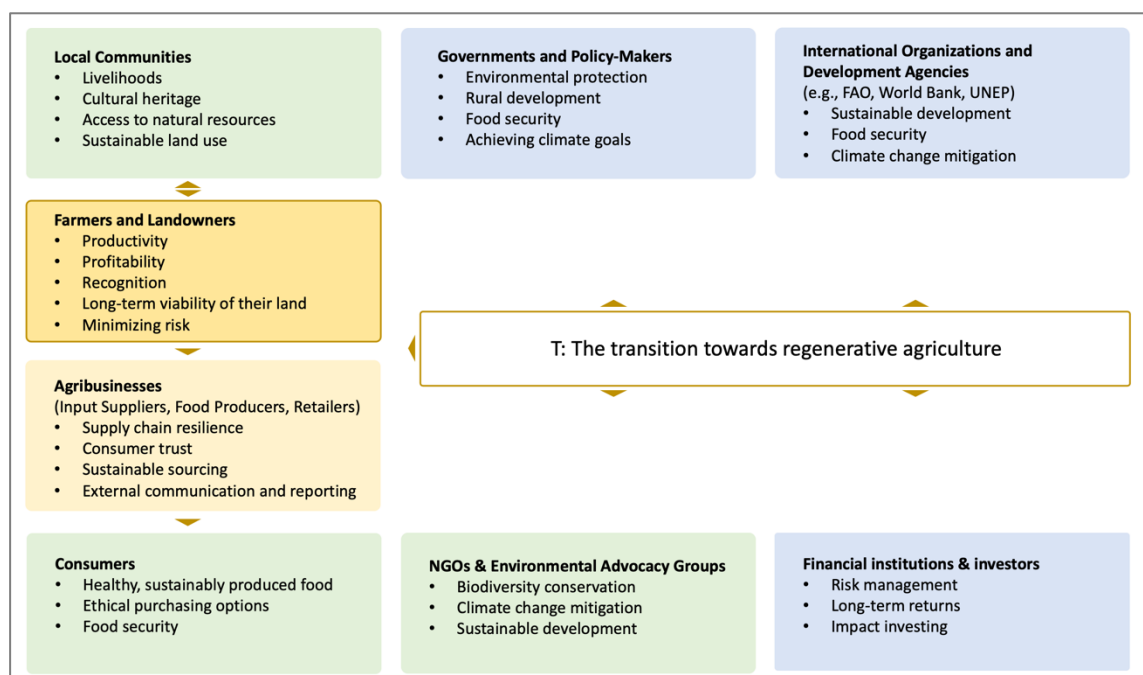 Local Communities
• Livelihoods
• Cultural heritage
• Access to natural resources
• Sustainable land use
Governments and Policy-Makers
• Environmental protection
• Rural development
• Food security
• Achieving climate goals
International Organizations and
Development Agencies
(e.g., FAO, World Bank, UNEP)
• Sustainable development
• Food security
• Climate change mitigation
Farmers and Landowners
• Productivity
• Profitability
• Recognition
• Long-term viability of their land
• Minimizing risk
T: The transition towards regenerative agriculture
Agribusinesses
(Input Suppliers, Food Producers, Retailers)
• Supply chain resilience
• Consumer trust
• Sustainable sourcing
• External communication and reporting
Consumers
• Healthy, sustainably produced food
• Ethical purchasing options
• Food security
NGOs & Environmental Advocacy Groups
• Biodiversity conservation
• Climate change mitigation
• Sustainable development
Financial institutions & investors
• Risk management
• Long-term returns
• Impact investing